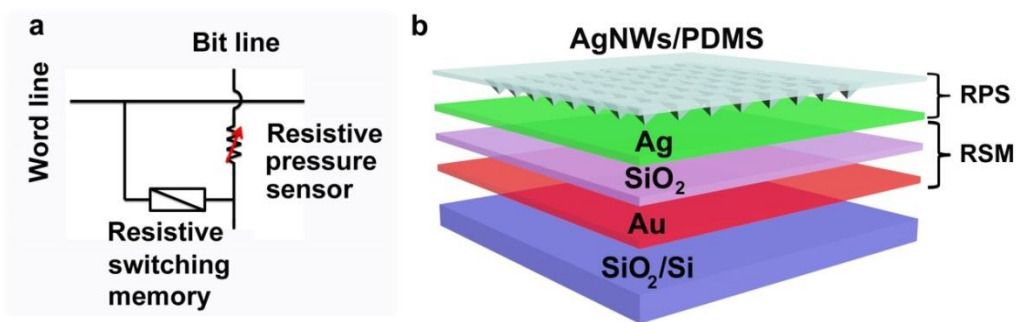 a
Bit line
Word line
Resistive
pressure
sensor
Resistive
switching
memory
b
AgNWs/PDMS
RPS
Ag
RSM
SiO₂
Au
SiO₂/Si